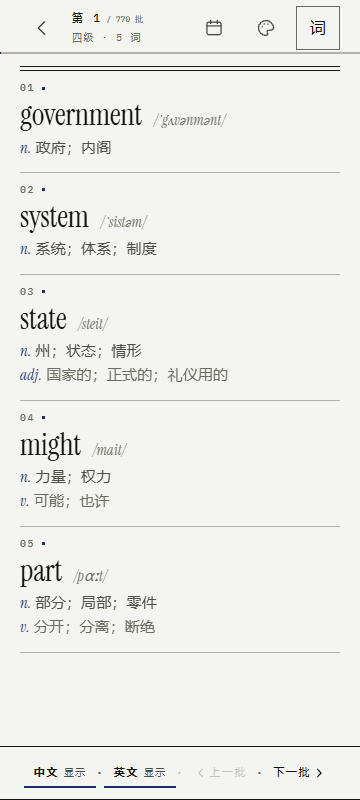 第 1 / 770 批
四级 · 5 词
词
01
government /ˈgʌvənmənt/
n. 政府；内阁
02
system /ˈsistəm/
n. 系统；体系；制度
03
state /steit/
n. 州；状态；情形
adj. 国家的；正式的；礼仪用的
04
might /mait/
n. 力量；权力
v. 可能；也许
05
part /pɑːt/
n. 部分；局部；零件
v. 分开；分离；断绝
中文 显示 · 英文 显示 · 上一批 · 下一批